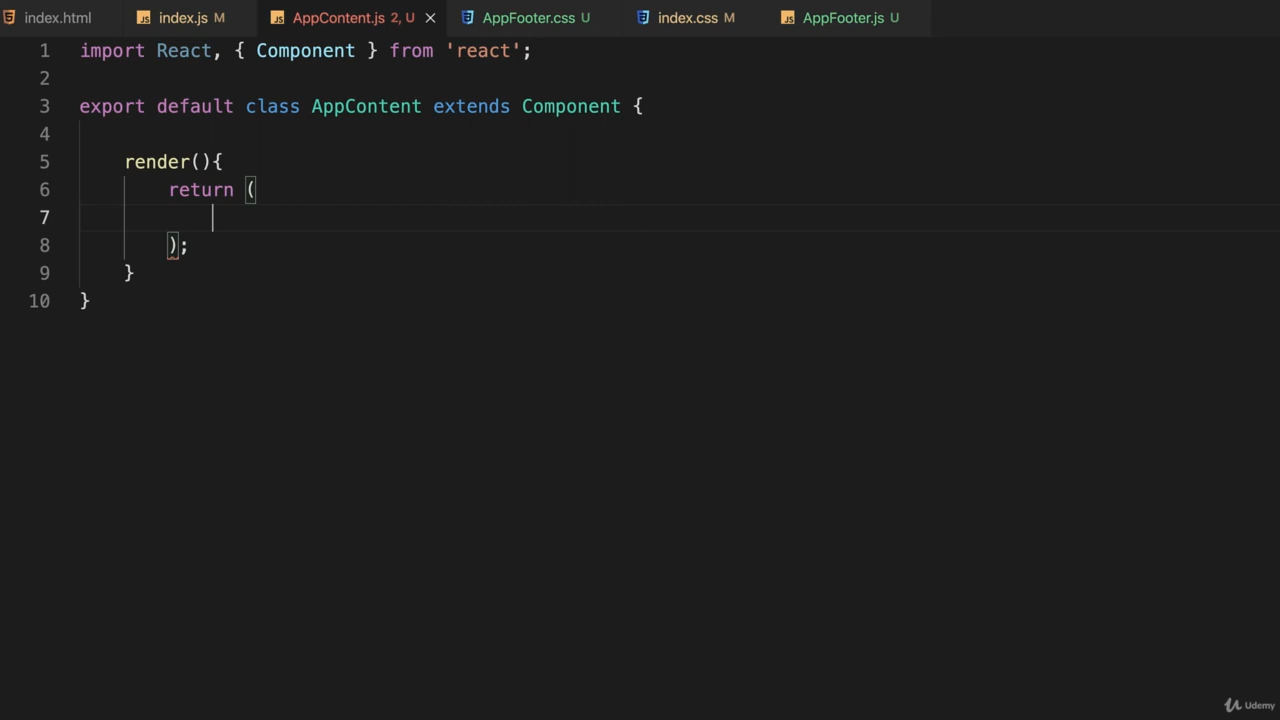 index.html index.js M AppContent.js 2, U AppFooter.css U index.css M AppFooter.js U
1 import React, { Component } from 'react';
2
3 export default class AppContent extends Component {
4
5 render(){
6 return (
7
8 );
9 }
10 }
Udemy